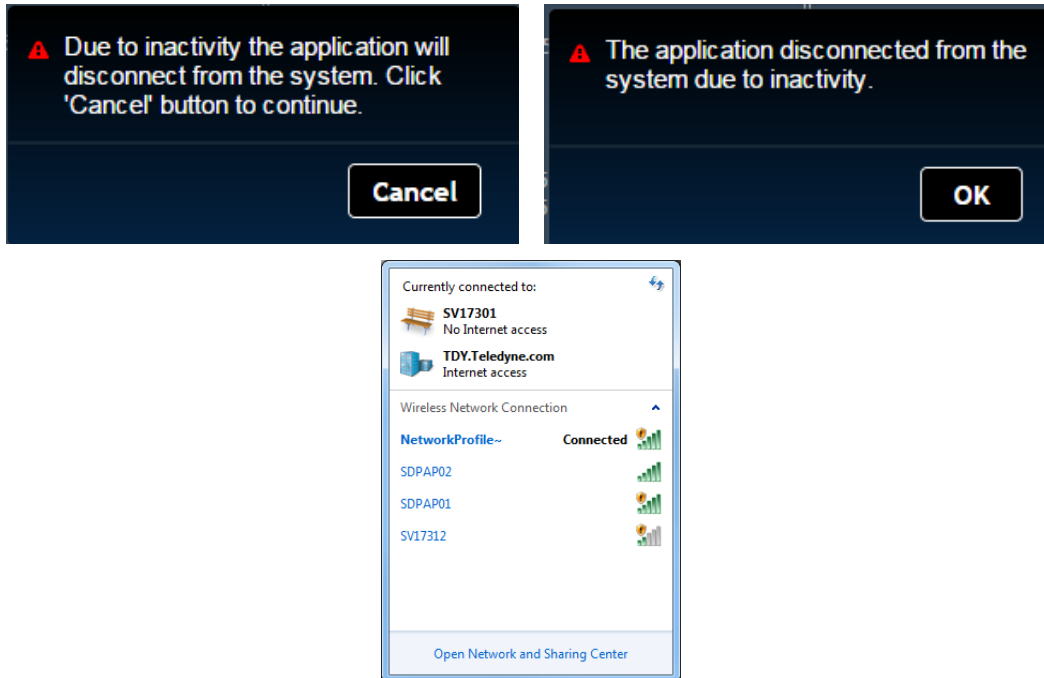 Due to inactivity the application will
disconnect from the system. Click
'Cancel' button to continue.
Cancel
The application disconnected from the
system due to inactivity.
OK
Currently connected to:
SV17301
No Internet access
TDY.Teledyne.com
Internet access
Wireless Network Connection
NetworkProfile~ Connected
SDPAP02
SDPAP01
SV17312
Open Network and Sharing Center